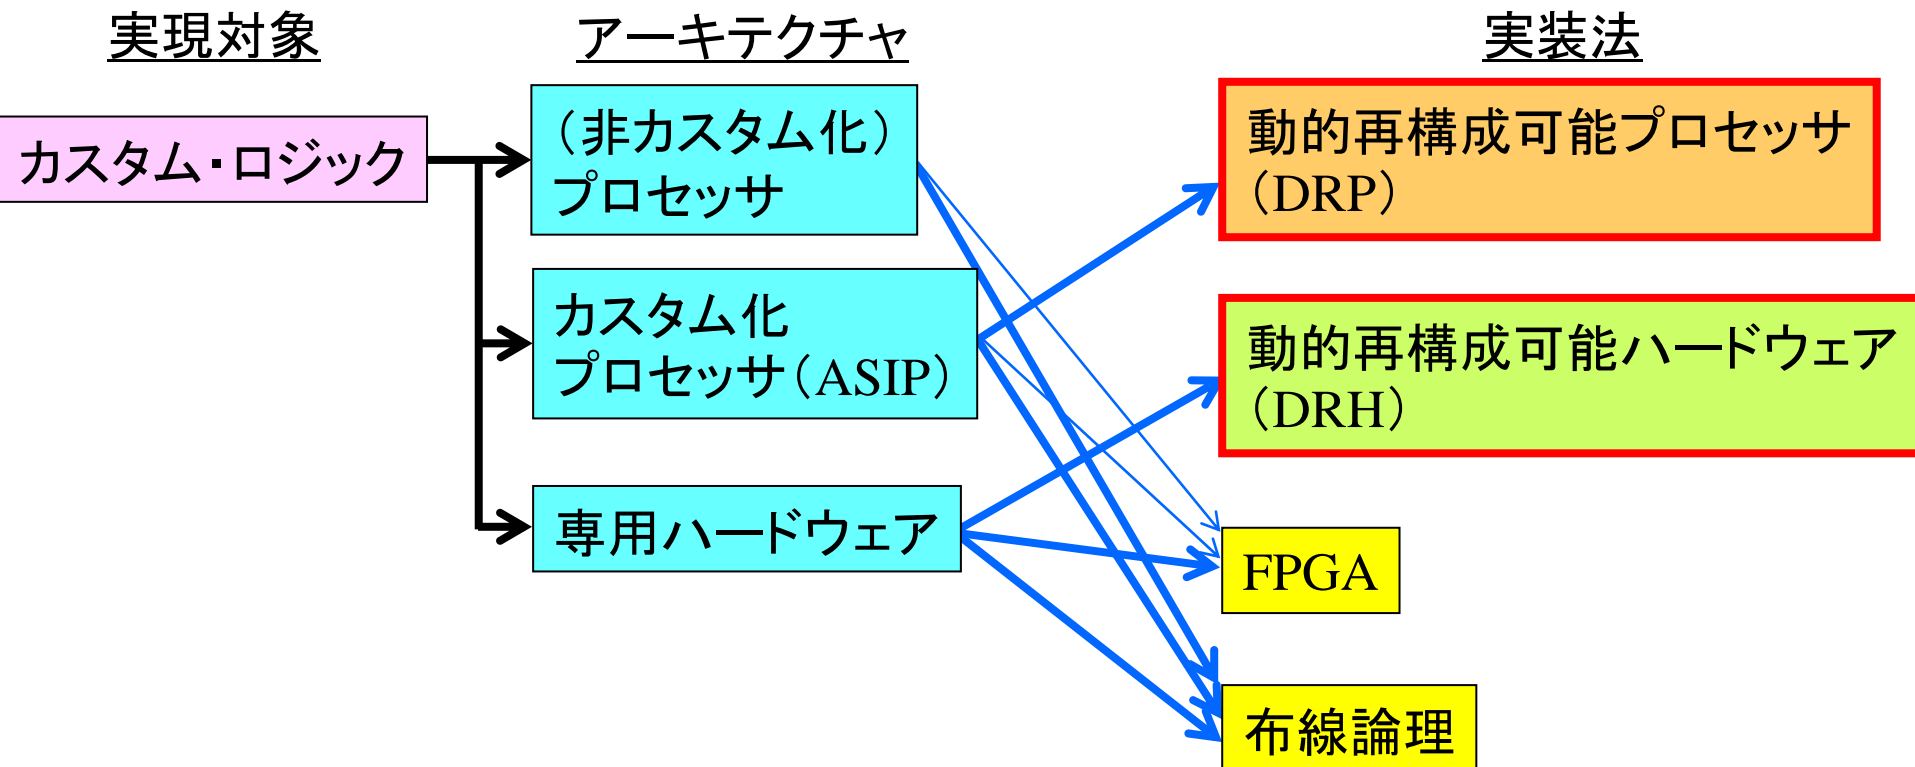 実現対象
アーキテクチャ
実装法
カスタム・ロジック
（非カスタム化）
プロセッサ
カスタム化
プロセッサ（ASIP）
専用ハードウェア
動的再構成可能プロセッサ
（DRP）
動的再構成可能ハードウェア
（DRH）
FPGA
布線論理